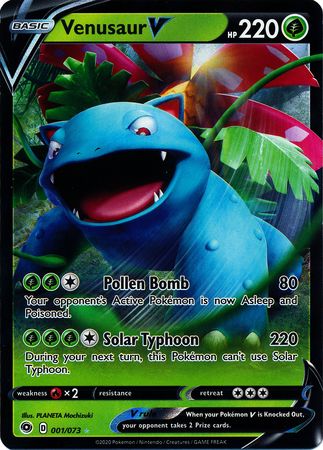 BASIC Venusaur V HP 220
Pollen Bomb 80
Your opponent's Active Pokémon is now Asleep and
Poisoned.
Solar Typhoon 220
During your next turn, this Pokémon can't use Solar
Typhoon.
weakness ×2 resistance retreat
Illus. PLANETA Mochizuki
V rule When your Pokémon V is Knocked Out,
your opponent takes 2 Prize cards.
D 001/073
©2020 Pokémon / Nintendo / Creatures / GAME FREAK